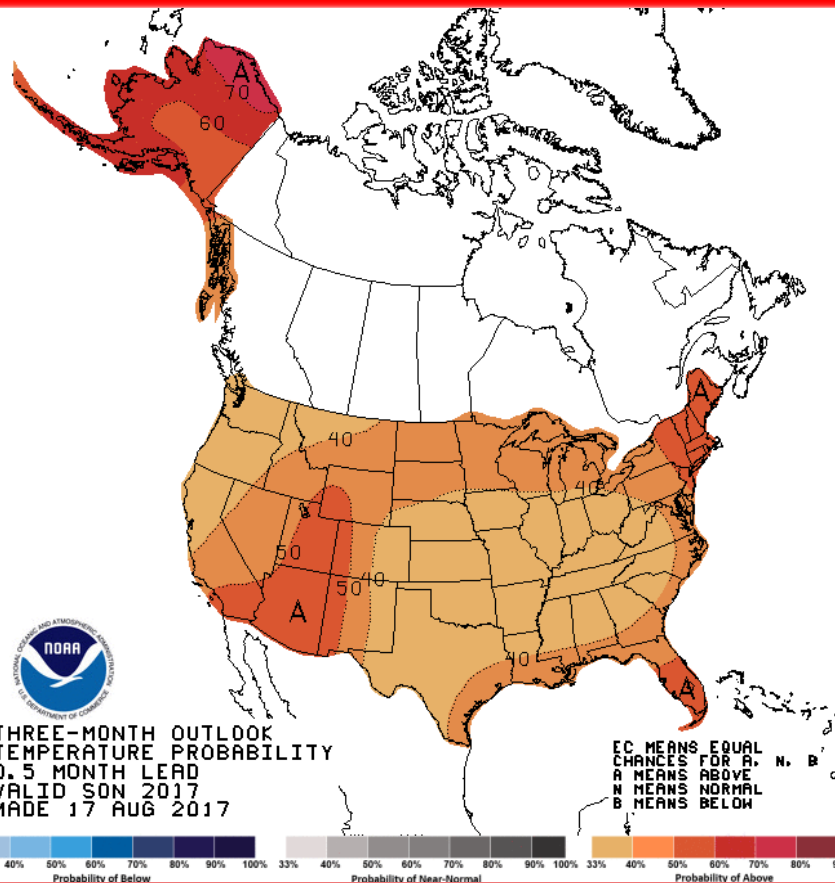 A
70
60
A
40
40
50
50
40
A
40
A
NATIONAL OCEANIC AND ATMOSPHERIC ADMINISTRATION
NOAA
U.S. DEPARTMENT OF COMMERCE
THREE-MONTH OUTLOOK
TEMPERATURE PROBABILITY
0.5 MONTH LEAD
VALID SON 2017
MADE 17 AUG 2017
EC MEANS EQUAL
CHANCES FOR A, N, B
A MEANS ABOVE
N MEANS NORMAL
B MEANS BELOW
40% 50% 60% 70% 80% 90% 100% 33% 40% 50% 60% 70% 80% 90% 100% 33% 40% 50% 60% 70% 80% 9
Probability of Below Probability of Near-Normal Probability of Above